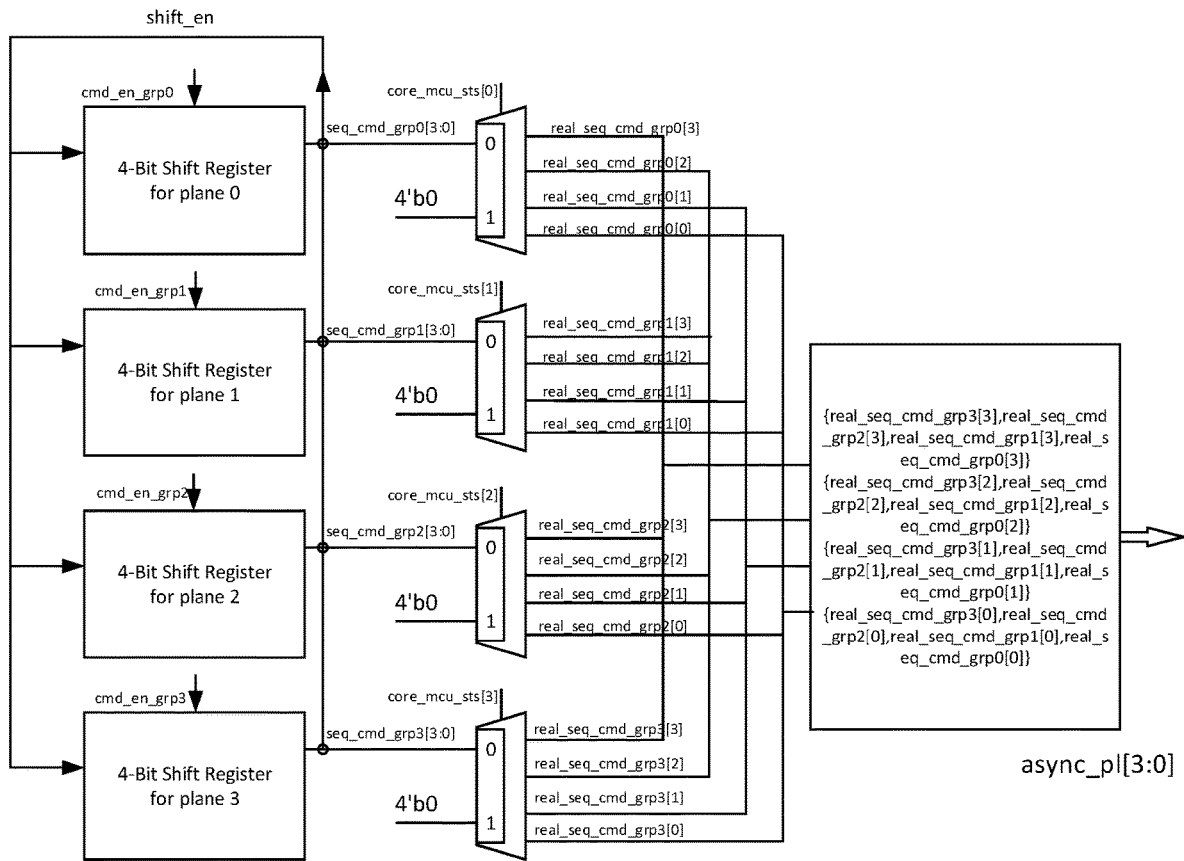 shift_en
cmd_en_grp0
4-Bit Shift Register
for plane 0
seq_cmd_grp0[3:0]
core_mcu_sts[0]
0
4'b0
1
real_seq_cmd_grp0[3]
real_seq_cmd_grp0[2]
real_seq_cmd_grp0[1]
real_seq_cmd_grp0[0]
cmd_en_grp1
4-Bit Shift Register
for plane 1
seq_cmd_grp1[3:0]
core_mcu_sts[1]
0
4'b0
1
real_seq_cmd_grp1[3]
real_seq_cmd_grp1[2]
real_seq_cmd_grp1[1]
real_seq_cmd_grp1[0]
cmd_en_grp2
4-Bit Shift Register
for plane 2
seq_cmd_grp2[3:0]
core_mcu_sts[2]
0
4'b0
1
real_seq_cmd_grp2[3]
real_seq_cmd_grp2[2]
real_seq_cmd_grp2[1]
real_seq_cmd_grp2[0]
cmd_en_grp3
4-Bit Shift Register
for plane 3
seq_cmd_grp3[3:0]
core_mcu_sts[3]
0
4'b0
1
real_seq_cmd_grp3[3]
real_seq_cmd_grp3[2]
real_seq_cmd_grp3[1]
real_seq_cmd_grp3[0]
{real_seq_cmd_grp3[3],real_seq_cmd
_grp2[3],real_seq_cmd_grp1[3],real_s
eq_cmd_grp0[3]}
{real_seq_cmd_grp3[2],real_seq_cmd
_grp2[2],real_seq_cmd_grp1[2],real_s
eq_cmd_grp0[2]}
{real_seq_cmd_grp3[1],real_seq_cmd
_grp2[1],real_seq_cmd_grp1[1],real_s
eq_cmd_grp0[1]}
{real_seq_cmd_grp3[0],real_seq_cmd
_grp2[0],real_seq_cmd_grp1[0],real_s
eq_cmd_grp0[0]}
async_pl[3:0]